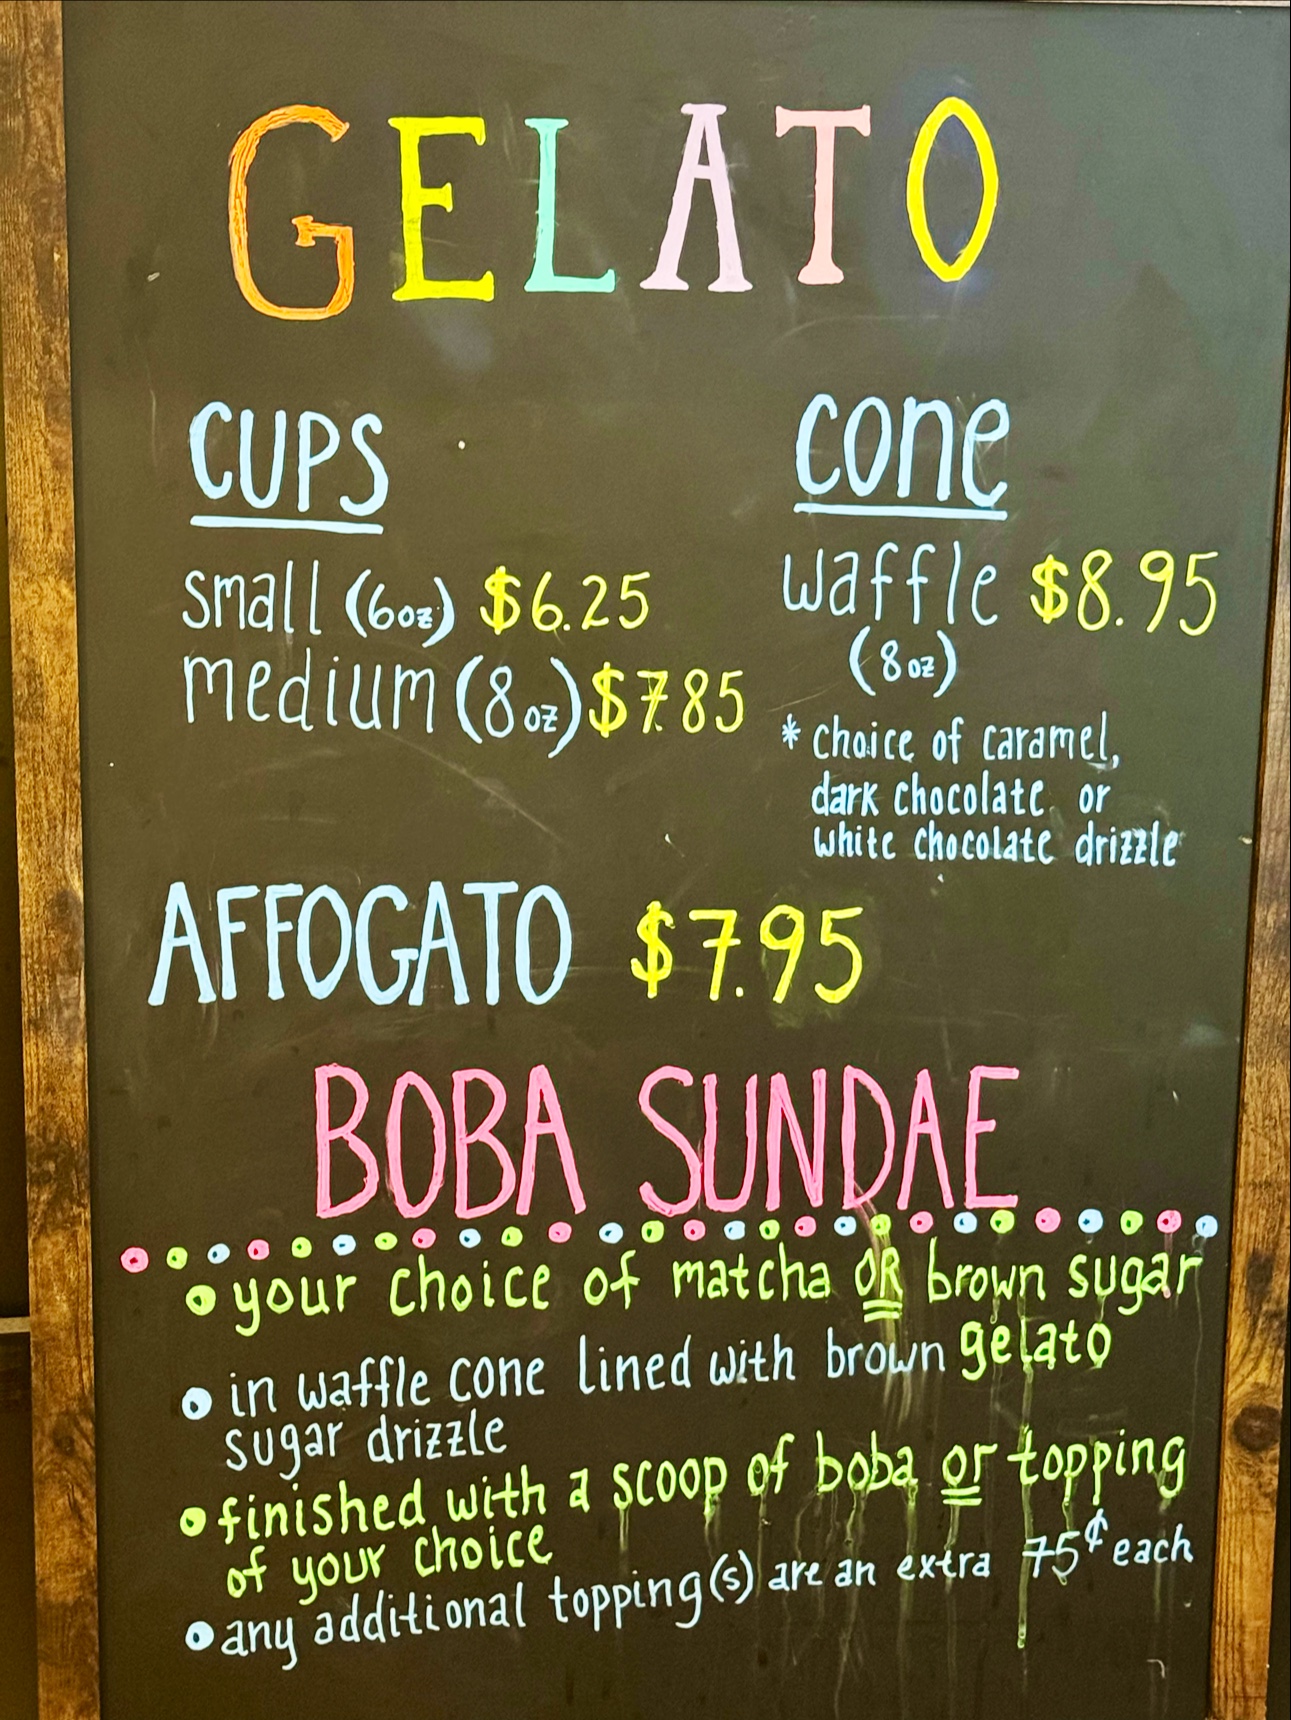 GELATO
CUPS
small (6oz) $6.25
medium (8oz) $7.85
cone
waffle $8.95
(8oz)
* choice of caramel,
dark chocolate or
white chocolate drizzle
AFFOGATO $7.95
BOBA SUNDAE
your choice of matcha OR brown sugar
gelato
in waffle cone lined with brown
sugar drizzle
finished with a scoop of boba or topping
of your choice
any additional topping(s) are an extra 75¢ each